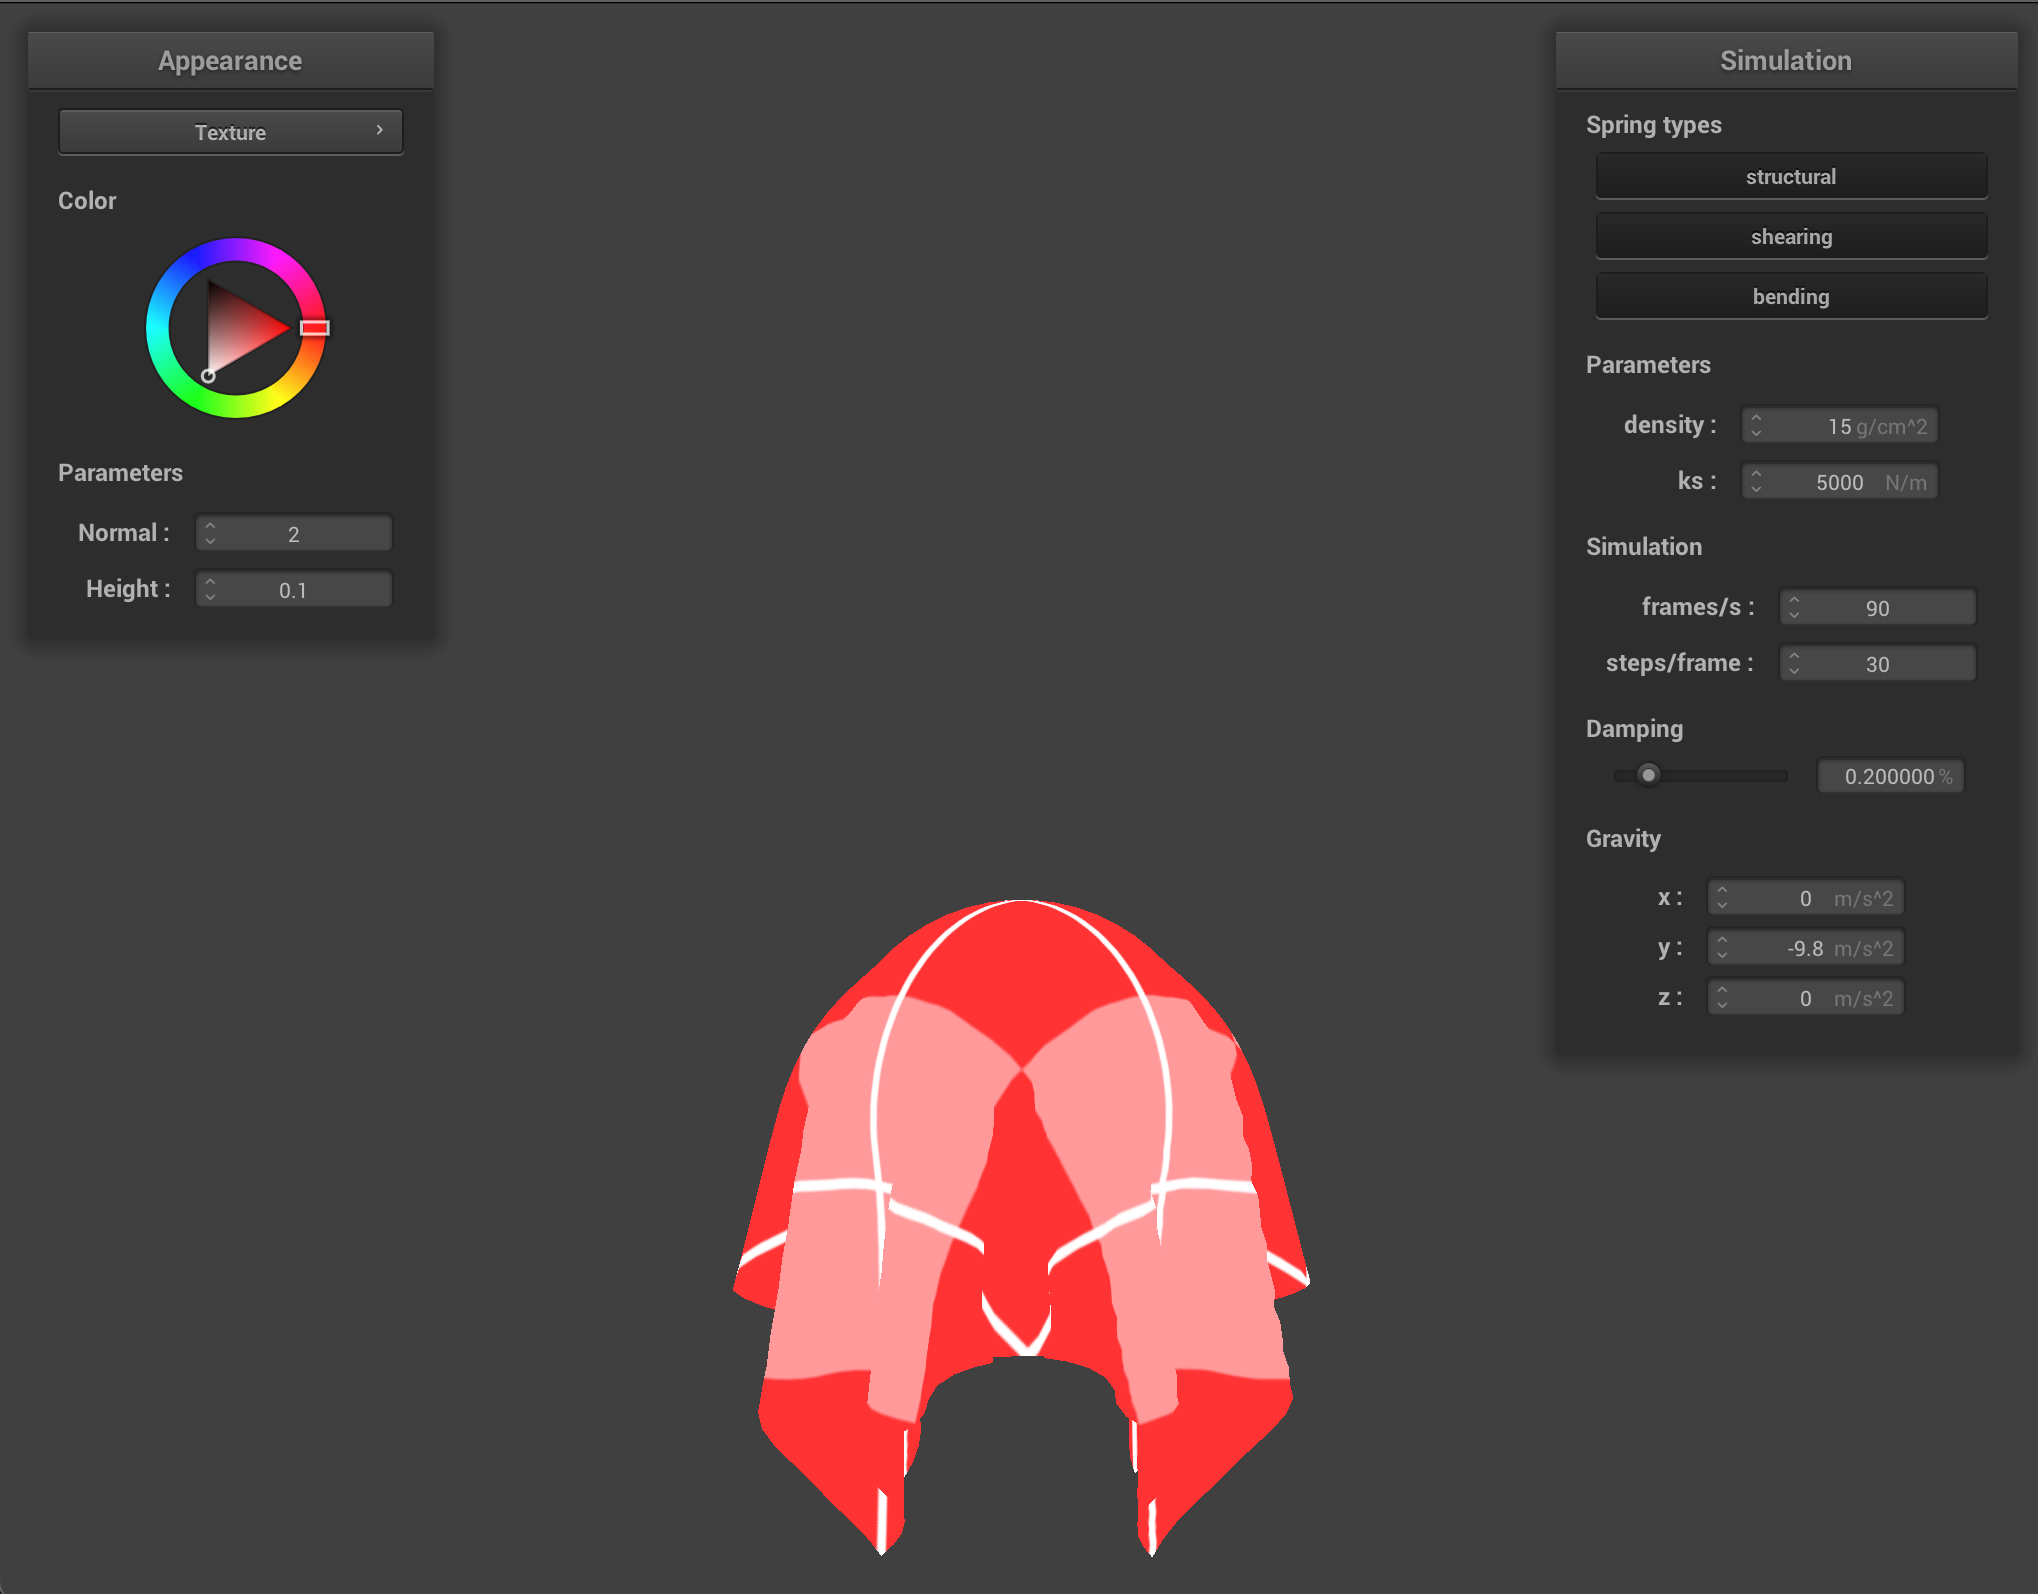 Appearance
Texture
Color
Parameters
Normal : 2
Height : 0.1
Simulation
Spring types
structural
shearing
bending
Parameters
density : 15 g/cm^2
ks : 5000 N/m
Simulation
frames/s : 90
steps/frame : 30
Damping
0.200000 %
Gravity
x : 0 m/s^2
y : -9.8 m/s^2
z : 0 m/s^2